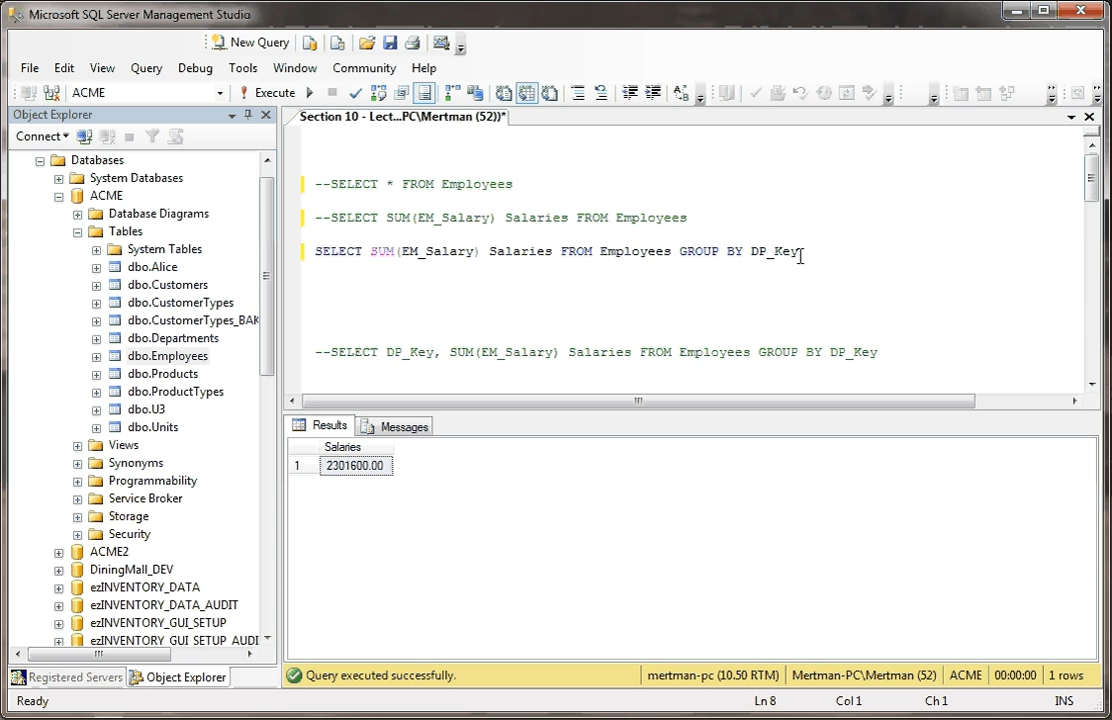 Microsoft SQL Server Management Studio
New Query
File Edit View Query Debug Tools Window Community Help
ACME Execute
Object Explorer
Connect
Databases
System Databases
ACME
Database Diagrams
Tables
System Tables
dbo.Alice
dbo.Customers
dbo.CustomerTypes
dbo.CustomerTypes_BAK
dbo.Departments
dbo.Employees
dbo.Products
dbo.ProductTypes
dbo.U3
dbo.Units
Views
Synonyms
Programmability
Service Broker
Storage
Security
ACME2
DiningMall_DEV
ezINVENTORY_DATA
ezINVENTORY_DATA_AUDIT
ezINVENTORY_GUI_SETUP
ezINVENTORY_GUI_SETUP_AUDI
Registered Servers Object Explorer
Section 10 - Lect...PC\Mertman (52))*
--SELECT * FROM Employees
--SELECT SUM(EM_Salary) Salaries FROM Employees
SELECT SUM(EM_Salary) Salaries FROM Employees GROUP BY DP_Key
--SELECT DP_Key, SUM(EM_Salary) Salaries FROM Employees GROUP BY DP_Key
Results Messages
Salaries
1 2301600.00
Query executed successfully. mertman-pc (10.50 RTM) Mertman-PC\Mertman (52) ACME 00:00:00 1 rows
Ready Ln 8 Col 1 Ch 1 INS